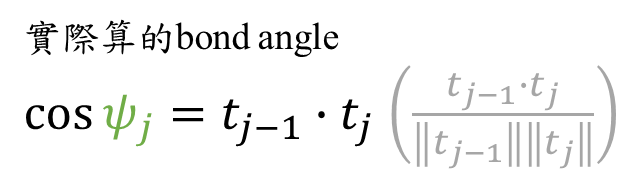 實際算的bond angle
cos ψ_j = t_{j−1} · t_j (\frac{t_{j−1}·t_j}{‖t_{j−1}‖‖t_j‖})